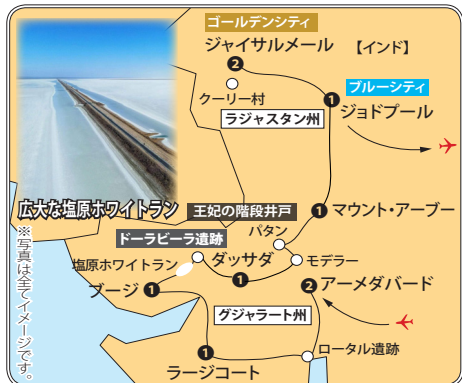 ゴールデンシティ
ジャイサルメール
【インド】
❷
クーリー村
ブルーシティ
❶
ジョドプール
ラジャスタン州
広大な塩原ホワイトラン
※写真は全てイメージです。
王妃の階段井戸
❶マウント・アーブー
パタン
ドーラビーラ遺跡
塩原ホワイトラン
ダッサダ
モデラー
❶
ブージ❶
❷アーメダバード
グジャラート州
❶
ラージコート
ロータル遺跡